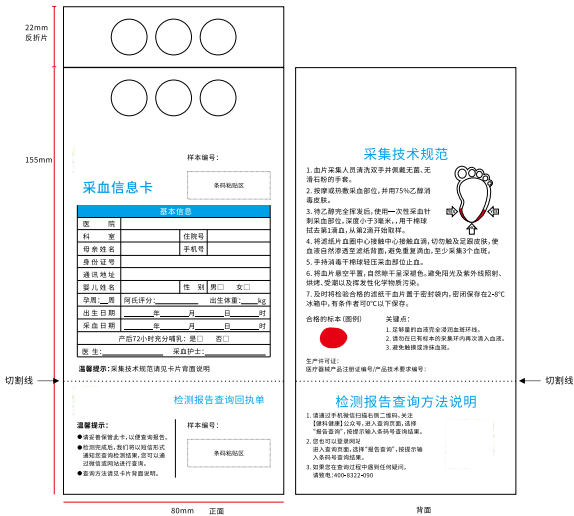 22mm
反折片
155mm
样本编号：
采血信息卡
条码粘贴区
基本信息
医 院
科 室 住院号
母亲姓名 手机号
身份证号
通讯地址
婴儿姓名 性 别 男□ 女□
孕周：__周 阿氏评分： 出生体重： kg
出生日期 年 月 日 时
采血日期 年 月 日 时
产后72小时充分哺乳：是□ 否□
医 生： 采血护士：
温馨提示：采集技术规范请见卡片背面说明
切割线
检测报告查询回执单
温馨提示：
●请妥善保管此卡，以便查询报告。
●检测完成后，我们将以短信形式
通知您查询检测结果，您可以通
过微信或网站进行查询。
●查询方法请见卡片背面说明。
样本编号：
条码粘贴区
80mm 正面
采集技术规范
1. 血片采集人员清洗双手并佩戴无菌、无
滑石粉的手套。
2. 按摩或热敷采血部位，并用75%乙醇消
毒皮肤。
3. 待乙醇完全挥发后，使用一次性采血针
刺采血部位，深度小于3毫米，，用干棉球
拭去第1滴血，从第2滴开始取样。
4. 将滤纸片血圈中心接触中心接触血滴，切勿触及足跟皮肤，使
血液自然渗透至滤纸背面，避免重复滴血，至少采集3个血斑。
5. 手持消毒干棉球轻压采血部位止血。
6. 将血片悬空平置，自然晾干呈深褐色。避免阳光及紫外线照射、
烘烤、受潮以及挥发性化学物质污染。
7. 及时将检验合格的滤纸干血片置于密封袋内，密闭保存在2-8℃
冰箱中，有条件者可0℃以下保存。
合格的标本（图例） 关键点：
1. 足够量的血液完全浸润血斑环线。
2. 请勿在已有标本的采集环内再次滴入血液。
3. 避免触摸或涂抹血斑。
生产许可证：
医疗器械产品注册证编号/产品技术要求编号：
切割线
检测报告查询方法说明
1. 请通过手机微信扫描右侧二维码、关注
【健科健康】公众号，进入查询页面，选择
“报告查询”，按提示输入条码号查询结果。
2. 您也可以登录网站
进入查询页面，选择“报告查询”，按提示输
入条码号查询结果。
3. 如果您在查询过程中遇到任何疑问，
请致电：400-8322-090
背面